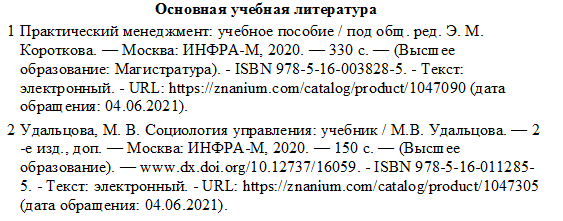 Основная учебная литература
1 Практический менеджмент: учебное пособие / под общ. ред. Э. М.
Короткова. — Москва: ИНФРА-М, 2020. — 330 с. — (Высшее
образование: Магистратура). - ISBN 978-5-16-003828-5. - Текст:
электронный. - URL: https://znanium.com/catalog/product/1047090 (дата
обращения: 04.06.2021).
2 Удальцова, М. В. Социология управления: учебник / М.В. Удальцова. — 2
-е изд., доп. — Москва: ИНФРА-М, 2020. — 150 с. — (Высшее
образование). — www.dx.doi.org/10.12737/16059. - ISBN 978-5-16-011285-
5. - Текст: электронный. - URL: https://znanium.com/catalog/product/1047305
(дата обращения: 04.06.2021).